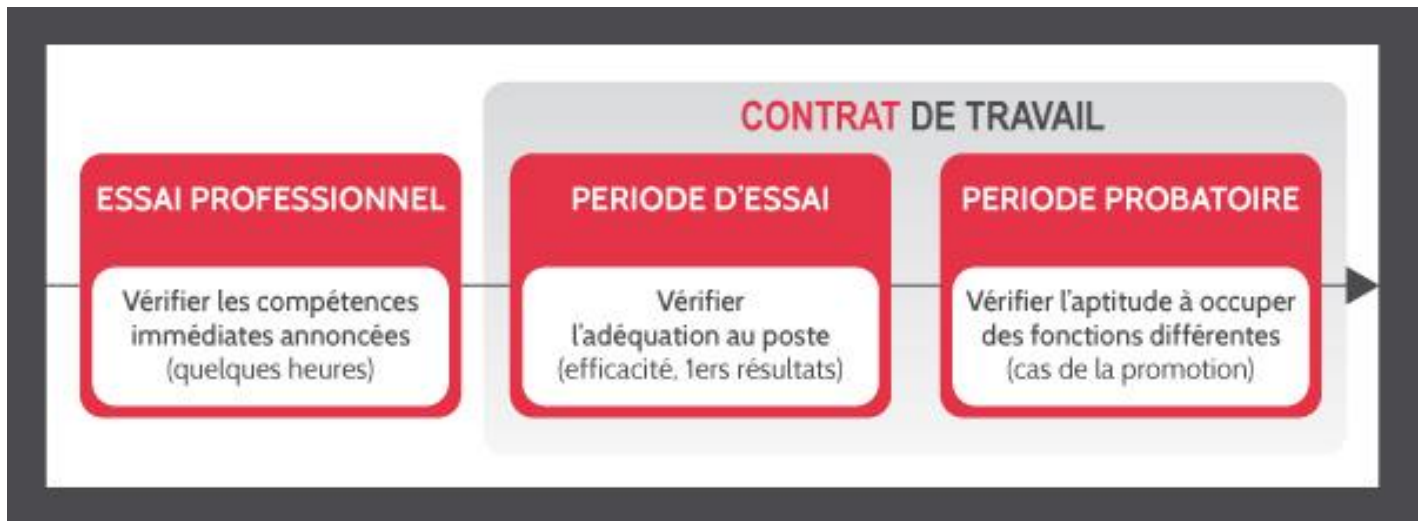 CONTRAT DE TRAVAIL
ESSAI PROFESSIONNEL
Vérifier les compétences
immédiates annoncées
(quelques heures)
PERIODE D'ESSAI
Vérifier
l'adéquation au poste
(efficacité, 1ers résultats)
PERIODE PROBATOIRE
Vérifier l'aptitude à occuper
des fonctions différentes
(cas de la promotion)